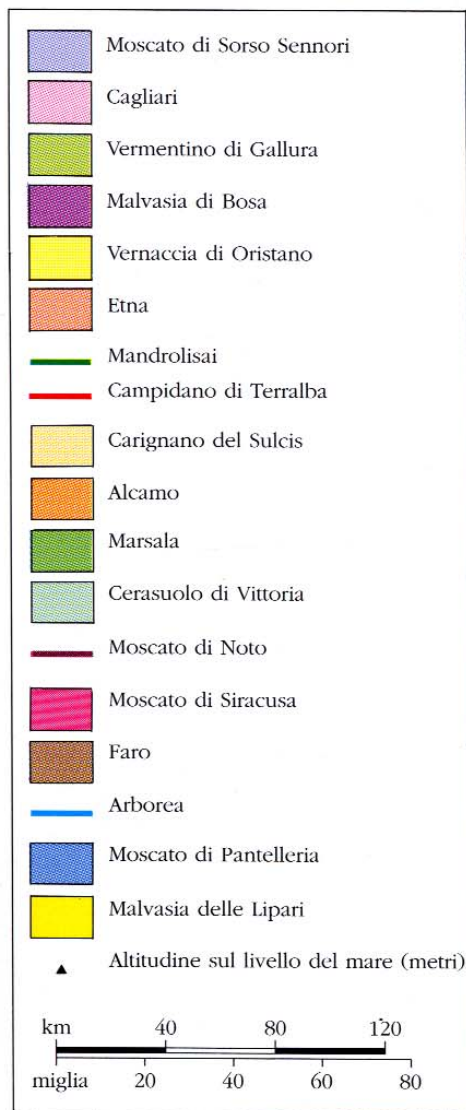 Moscato di Sorso Sennori
Cagliari
Vermentino di Gallura
Malvasia di Bosa
Vernaccia di Oristano
Etna
Mandrolisai
Campidano di Terralba
Carignano del Sulcis
Alcamo
Marsala
Cerasuolo di Vittoria
Moscato di Noto
Moscato di Siracusa
Faro
Arborea
Moscato di Pantelleria
Malvasia delle Lipari
Altitudine sul livello del mare (metri)
km 40 80 120
miglia 20 40 60 80